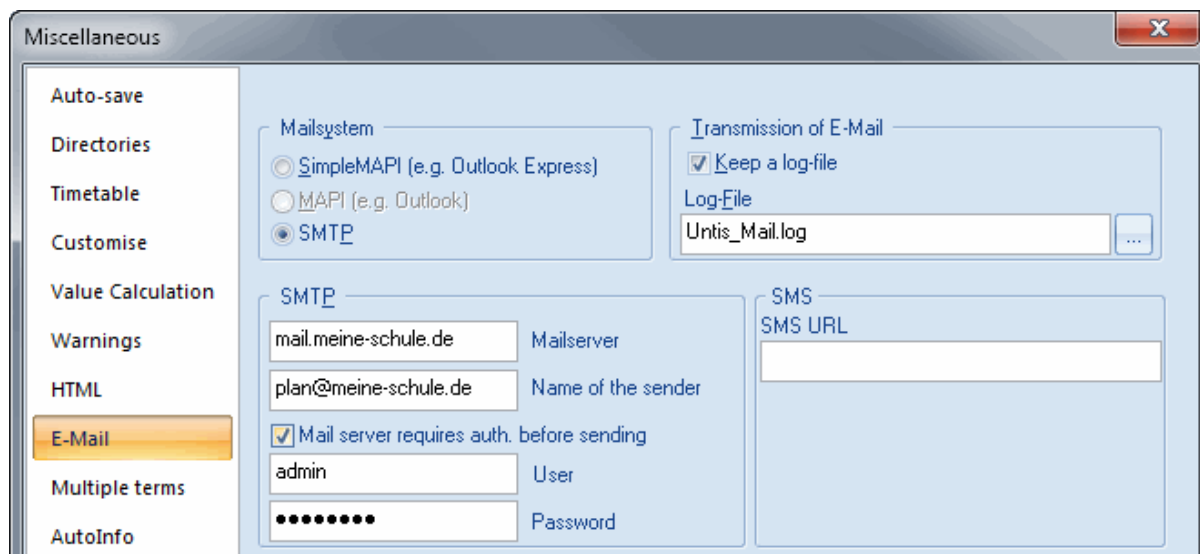 Miscellaneous
Auto-save
Directories
Timetable
Customise
Value Calculation
Warnings
HTML
E-Mail
Multiple terms
AutoInfo
Mailsystem
SimpleMAPI (e.g. Outlook Express)
MAPI (e.g. Outlook)
SMTP
Transmission of E-Mail
Keep a log-file
Log-File
Untis_Mail.log
...
SMTP
mail.meine-schule.de Mailserver
plan@meine-schule.de Name of the sender
Mail server requires auth. before sending
admin User
●●●●●●●● Password
SMS
SMS URL